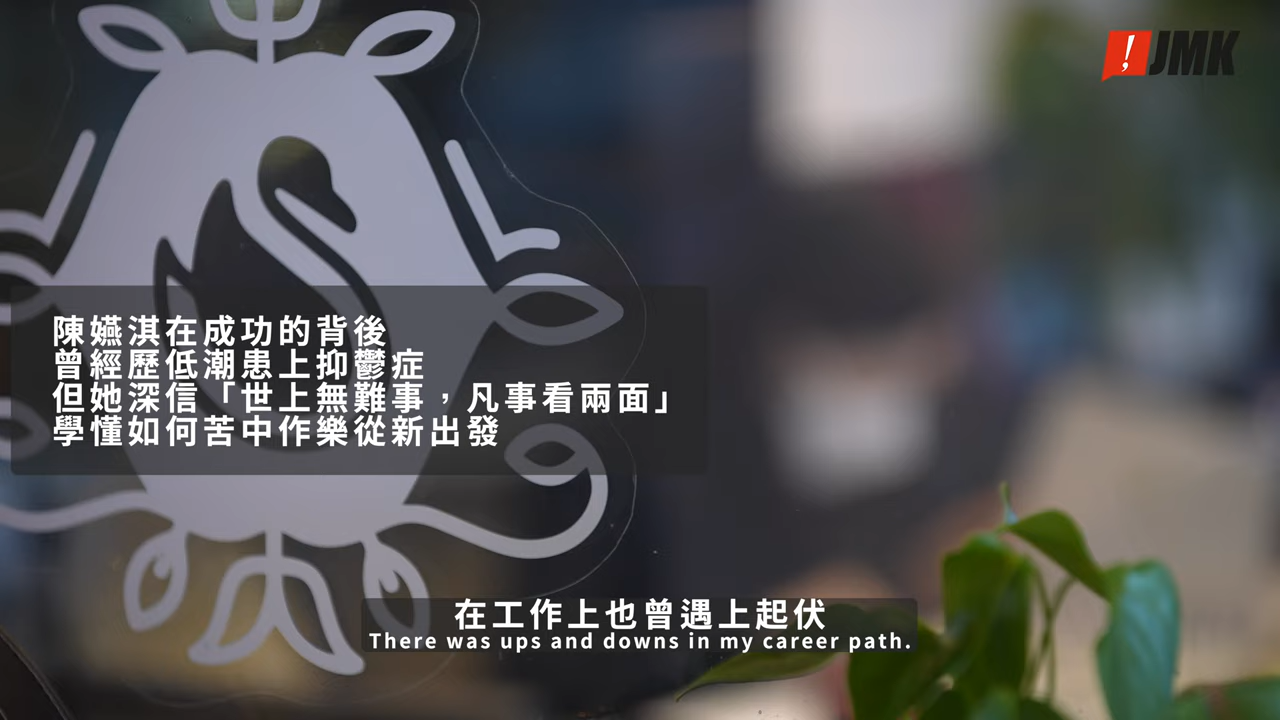 JMK
陳嬿淇在成功的背後
曾經歷低潮患上抑鬱症
但她深信「世上無難事，凡事看兩面」
學懂如何苦中作樂從新出發
在工作上也曾遇上起伏
There was ups and downs in my career path.